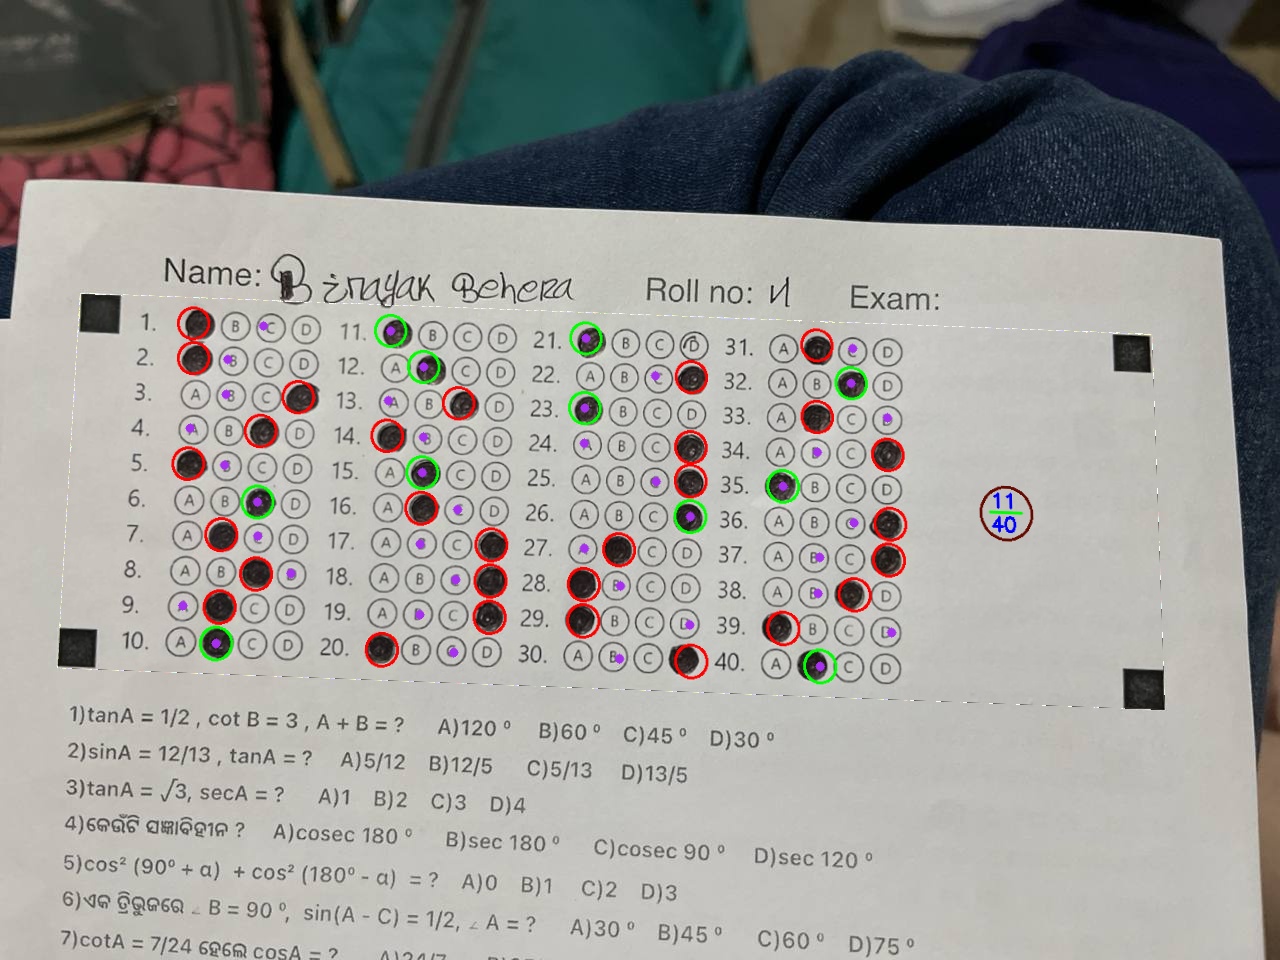 Name: Binayak Behera Roll no: 11 Exam:
1. B C D 11. B C D 21. B C D 31. A C D
2. B C D 12. A C D 22. A B C 32. A B D
3. A B C 13. A B D 23. B C D 33. A C D
4. A B D 14. B C D 24. A B C 34. A B C
5. B C D 15. A C D 25. A B C 35. B C D
6. A B D 16. A C D 26. A B C 36. A B C
7. A C D 17. A B C 27. A C D 37. A B C
8. A B D 18. A B C 28. B C D 38. A B D
9. A C D 19. A B C 29. B C D 39. B C D
10. A C D 20. B C D 30. A B C 40. A C D
11
40
1)tanA = 1/2 , cot B = 3 , A + B = ? A)120 º B)60 º C)45 º D)30 º
2)sinA = 12/13 , tanA = ? A)5/12 B)12/5 C)5/13 D)13/5
3)tanA = √3, secA = ? A)1 B)2 C)3 D)4
4)କେଉଁଟି ସଜ୍ଞାବିହୀନ ? A)cosec 180 º B)sec 180 º C)cosec 90 º D)sec 120 º
5)cos² (90º + α) + cos² (180º - α) = ? A)0 B)1 C)2 D)3
6)ଏକ ତ୍ରିଭୁଜରେ ∠ B = 90 º, sin(A - C) = 1/2, ∠ A = ? A)30 º B)45 º C)60 º D)75 º
7)cotA = 7/24 ହେଲେ cosA = ? A)24/7